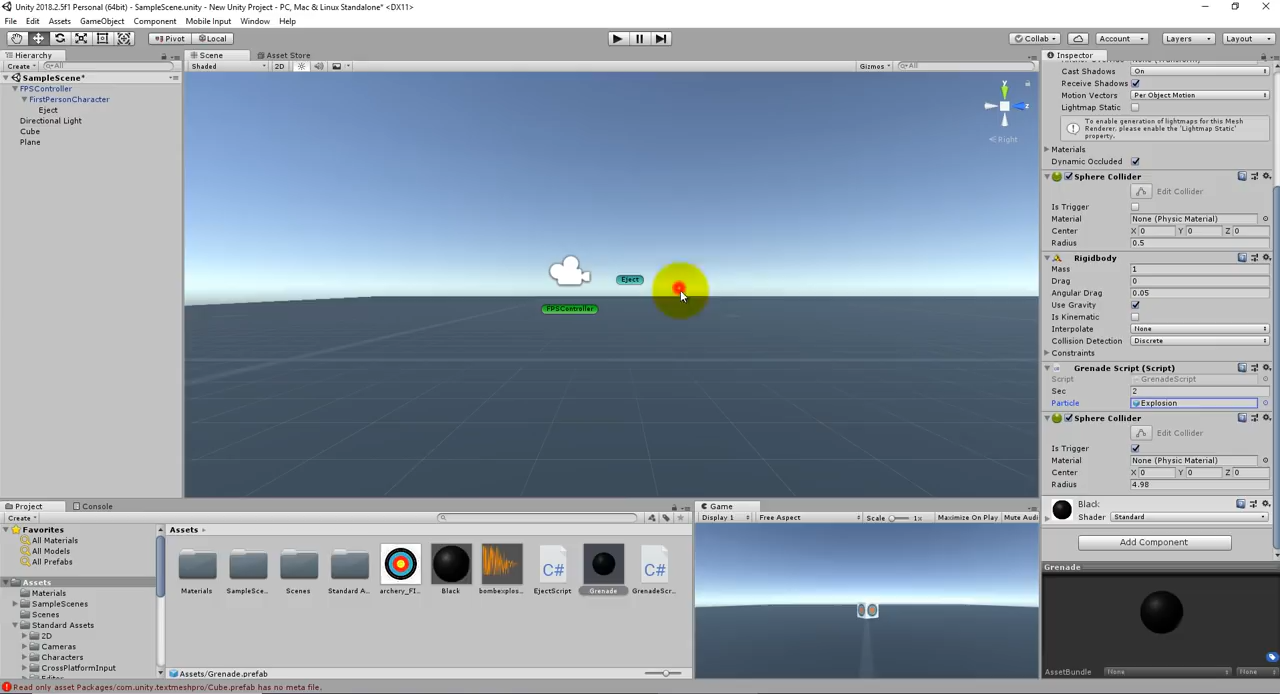 Unity 2018.2.5f1 Personal (64bit) - SampleScene.unity - New Unity Project - PC, Mac & Linux Standalone* <DX11>
File Edit Assets GameObject Component Mobile Input Window Help
Pivot Local Collab Account Layers Layout
Hierarchy
Create All
SampleScene*
FPSController
FirstPersonCharacter
Eject
Directional Light
Cube
Plane
Scene Asset Store
Shaded 2D Gizmos All
y
z
Right
Eject
FPSController
Inspector
Cast Shadows On
Receive Shadows
Motion Vectors Per Object Motion
Lightmap Static
To enable generation of lightmaps for this Mesh
Renderer, please enable the 'Lightmap Static'
property.
Materials
Dynamic Occluded
Sphere Collider
Edit Collider
Is Trigger
Material None (Physic Material)
Center X 0 Y 0 Z 0
Radius 0.5
Rigidbody
Mass 1
Drag 0
Angular Drag 0.05
Use Gravity
Is Kinematic
Interpolate None
Collision Detection Discrete
Constraints
Grenade Script (Script)
Script GrenadeScript
Sec 2
Particle Explosion
Sphere Collider
Edit Collider
Is Trigger
Material None (Physic Material)
Center X 0 Y 0 Z 0
Radius 4.98
Black
Shader Standard
Add Component
Grenade
AssetBundle None None
Project Console
Create
Favorites
All Materials
All Models
All Prefabs
Assets
Materials
SampleScenes
Scenes
Standard Assets
2D
Cameras
Characters
CrossPlatformInput
Assets
Materials SampleSce... Scenes Standard A... archery_FI... Black bombexplos... EjectScript Grenade GrenadeScr...
Assets/Grenade.prefab
Game
Display 1 Free Aspect Scale 1x Maximize On Play Mute Audi
Read only asset Packages/com.unity.textmeshpro/Cube.prefab has no meta file.